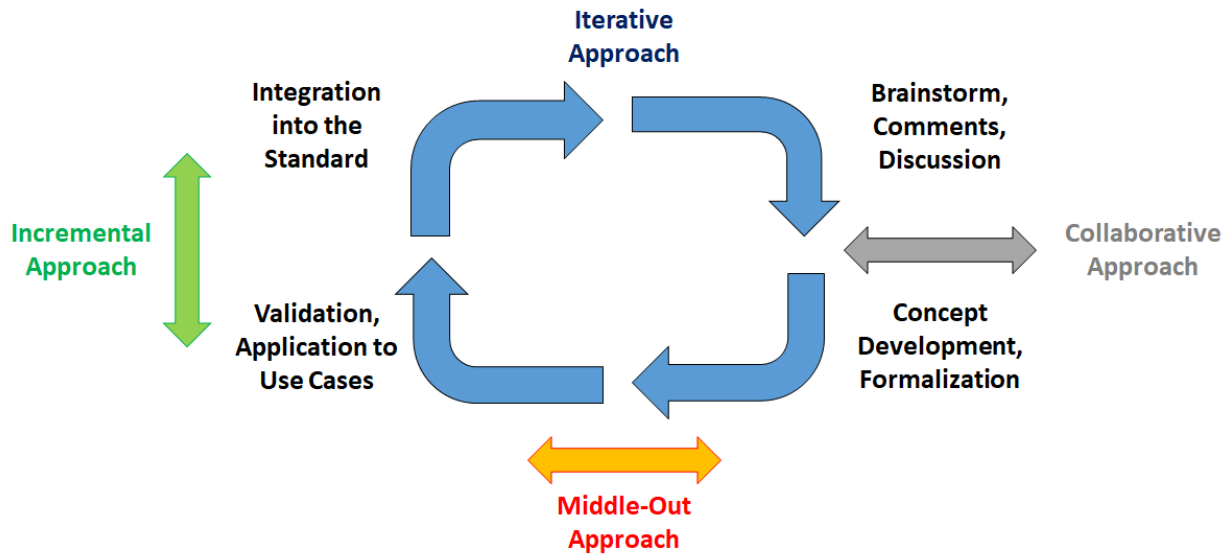 Iterative
Approach
Integration
into the
Standard
Brainstorm,
Comments,
Discussion
Incremental
Approach
Collaborative
Approach
Validation,
Application to
Use Cases
Concept
Development,
Formalization
Middle-Out
Approach